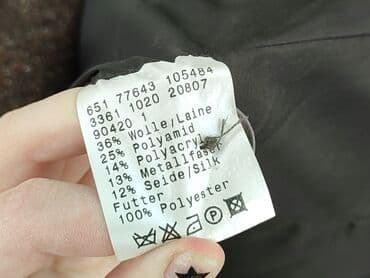 651 77643 105484
3361 1020 20807
90420 1
36% Wolle/Laine
25% Polyamid
14% Polyacryl
13% Metallfaser
12% Seide/Silk
Futter
100% Polyester
P